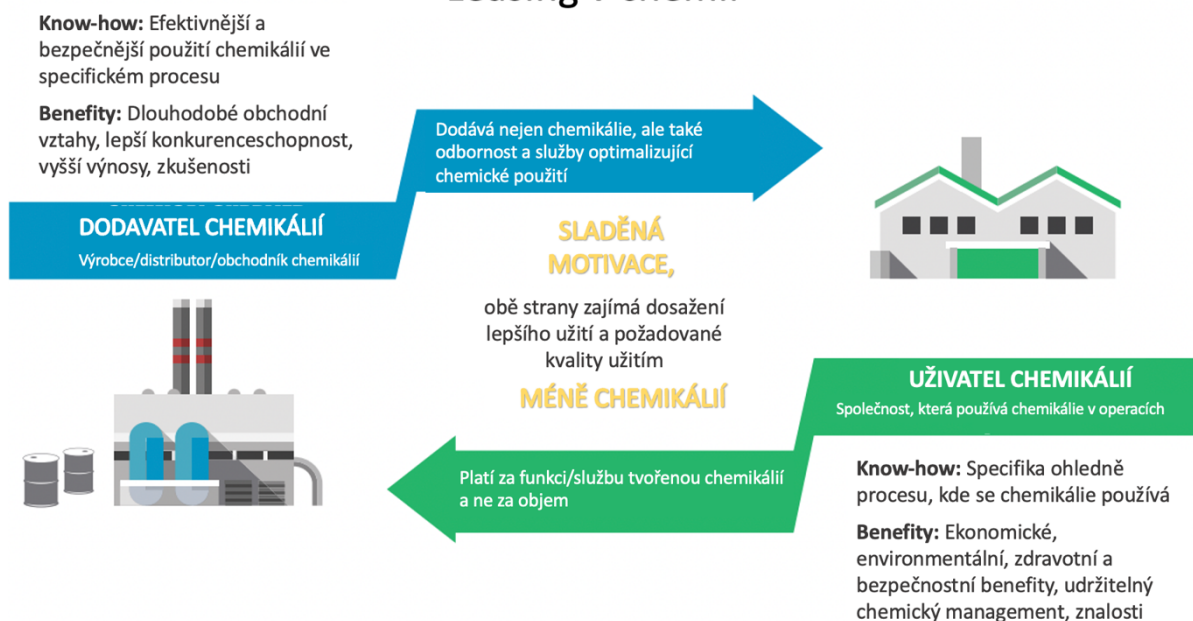 Leasing v chemii
Know-how: Efektivnější a
bezpečnější použití chemikálií ve
specifickém procesu
Benefity: Dlouhodobé obchodní
vztahy, lepší konkurenceschopnost,
vyšší výnosy, zkušenosti
DODAVATEL CHEMIKÁLIÍ
Výrobce/distributor/obchodník chemikálií
Dodává nejen chemikálie, ale také
odbornost a služby optimalizující
chemické použití
SLADĚNÁ
MOTIVACE,
obě strany zajímá dosažení
lepšího užití a požadované
kvality užitím
MÉNĚ CHEMIKÁLIÍ
UŽIVATEL CHEMIKÁLIÍ
Společnost, která používá chemikálie v operacích
Platí za funkci/službu tvořenou chemikálií
a ne za objem
Know-how: Specifika ohledně
procesu, kde se chemikálie používá
Benefity: Ekonomické,
environmentální, zdravotní a
bezpečnostní benefity, udržitelný
chemický management, znalosti